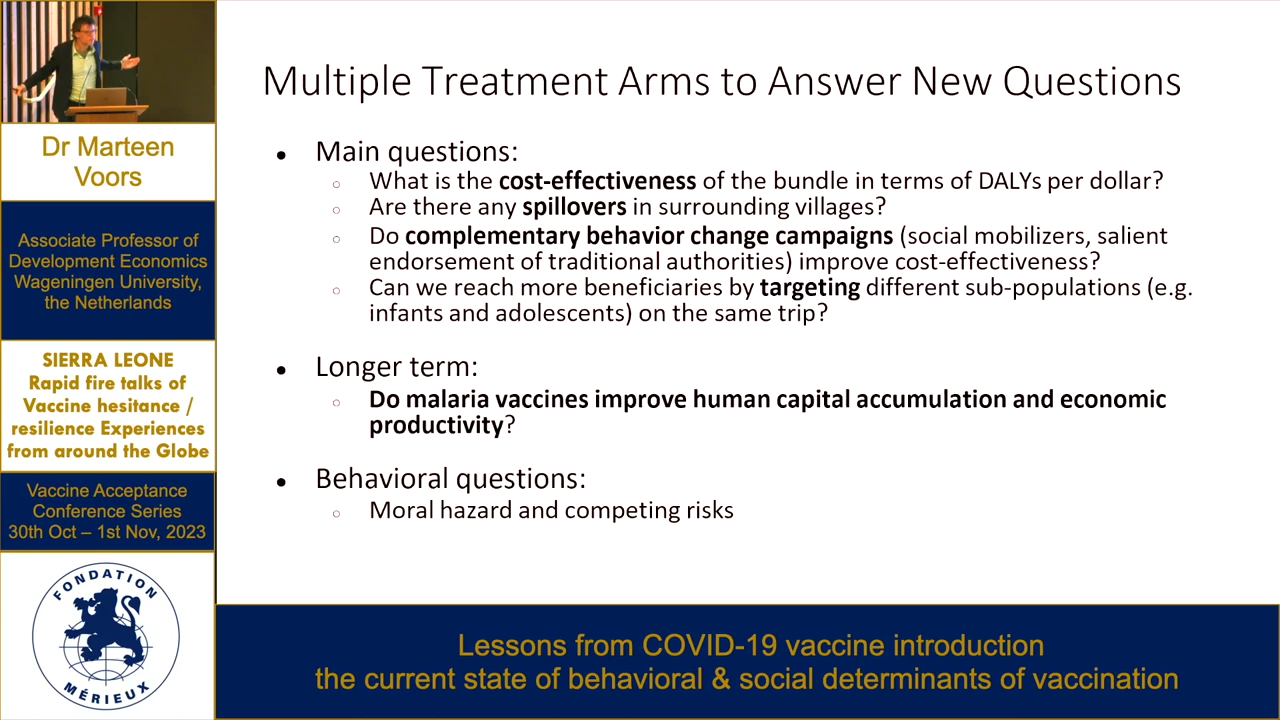 Dr Marteen
Voors
Associate Professor of
Development Economics
Wageningen University,
the Netherlands
SIERRA LEONE
Rapid fire talks of
Vaccine hesitance /
resilience Experiences
from around the Globe
Vaccine Acceptance
Conference Series
30th Oct – 1st Nov, 2023
FONDATION
MÉRIEUX
Multiple Treatment Arms to Answer New Questions
● Main questions:
○ What is the cost-effectiveness of the bundle in terms of DALYs per dollar?
○ Are there any spillovers in surrounding villages?
○ Do complementary behavior change campaigns (social mobilizers, salient
endorsement of traditional authorities) improve cost-effectiveness?
○ Can we reach more beneficiaries by targeting different sub-populations (e.g.
infants and adolescents) on the same trip?
● Longer term:
○ Do malaria vaccines improve human capital accumulation and economic
productivity?
● Behavioral questions:
○ Moral hazard and competing risks
Lessons from COVID-19 vaccine introduction
the current state of behavioral & social determinants of vaccination